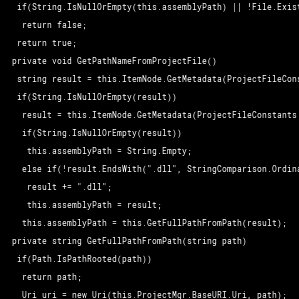 if(String.IsNullOrEmpty(this.assemblyPath) || !File.Exist
return false;
return true;
private void GetPathNameFromProjectFile()
string result = this.ItemNode.GetMetadata(ProjectFileCons
if(String.IsNullOrEmpty(result))
result = this.ItemNode.GetMetadata(ProjectFileConstants
if(String.IsNullOrEmpty(result))
this.assemblyPath = String.Empty;
else if(!result.EndsWith(".dll", StringComparison.Ordina
result += ".dll";
this.assemblyPath = result;
this.assemblyPath = this.GetFullPathFromPath(result);
private string GetFullPathFromPath(string path)
if(Path.IsPathRooted(path))
return path;
Uri uri = new Uri(this.ProjectMgr.BaseURI.Uri, path);